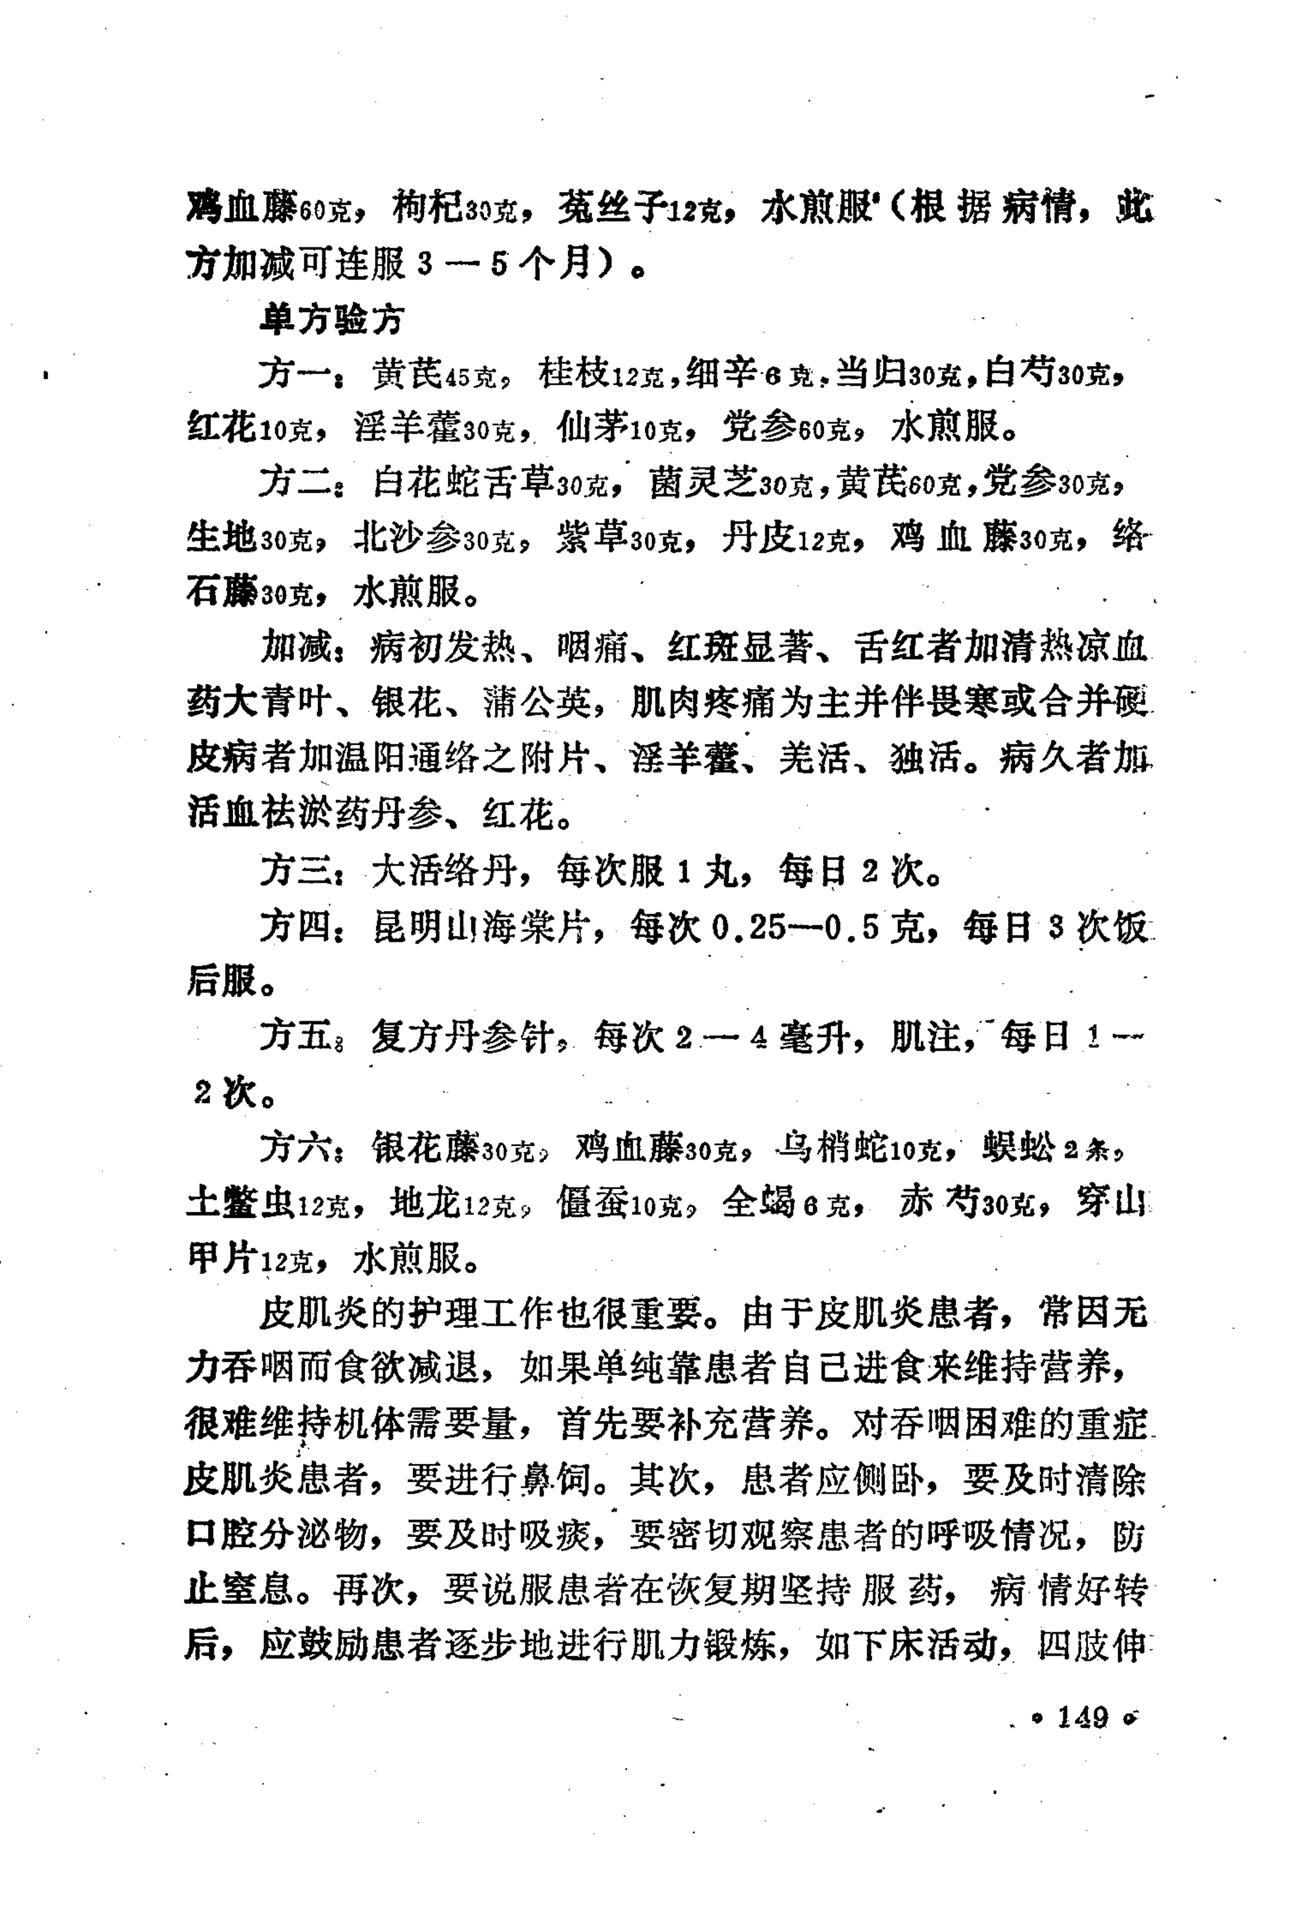 鸡血藤60克，枸杞30克，菟丝子12克，水煎服（根据病情，此
方加减可连服3—5个月）。
单方验方
方一：黄芪45克，桂枝12克，细辛6克，当归30克，白芍30克，
红花10克，淫羊藿30克，仙茅10克，党参60克，水煎服。
方二：白花蛇舌草30克，菌灵芝30克，黄芪60克，党参30克，
生地30克，北沙参30克，紫草30克，丹皮12克，鸡血藤30克，络
石藤30克，水煎服。
加减：病初发热、咽痛、红斑显著、舌红者加清热凉血
药大青叶、银花、蒲公英，肌肉疼痛为主并伴畏寒或合并硬
皮病者加温阳通络之附片、淫羊藿、羌活、独活。病久者加
活血祛淤药丹参、红花。
方三：大活络丹，每次服1丸，每日2次。
方四：昆明山海棠片，每次0.25—0.5克，每日3次饭
后服。
方五：复方丹参针，每次2—4毫升，肌注，每日1—
2次。
方六：银花藤30克，鸡血藤30克，乌梢蛇10克，蜈蚣2条，
土鳖虫12克，地龙12克，僵蚕10克，全蝎6克，赤芍30克，穿山
甲片12克，水煎服。
皮肌炎的护理工作也很重要。由于皮肌炎患者，常因无
力吞咽而食欲减退，如果单纯靠患者自己进食来维持营养，
很难维持机体需要量，首先要补充营养。对吞咽困难的重症
皮肌炎患者，要进行鼻饲。其次，患者应侧卧，要及时清除
口腔分泌物，要及时吸痰，要密切观察患者的呼吸情况，防
止窒息。再次，要说服患者在恢复期坚持服药，病情好转
后，应鼓励患者逐步地进行肌力锻炼，如下床活动，四肢伸
•149•